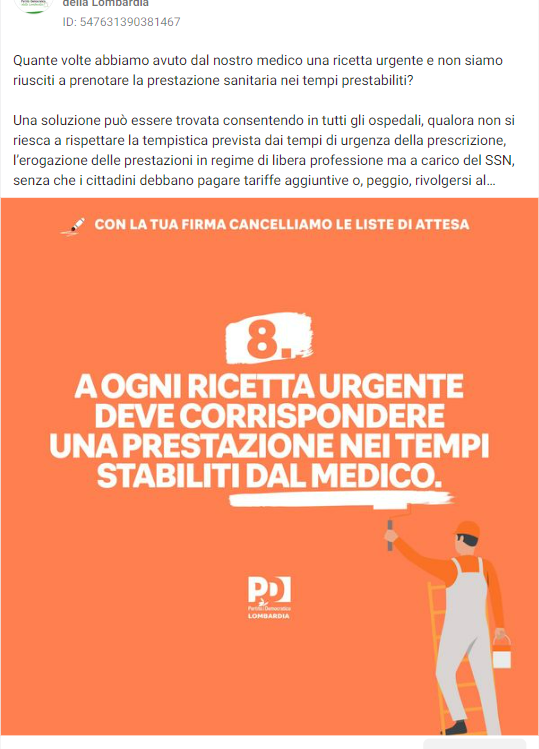 della Lombardia
ID: 547631390381467
Quante volte abbiamo avuto dal nostro medico una ricetta urgente e non siamo
riusciti a prenotare la prestazione sanitaria nei tempi prestabiliti?
Una soluzione può essere trovata consentendo in tutti gli ospedali, qualora non si
riesca a rispettare la tempistica prevista dai tempi di urgenza della prescrizione,
l'erogazione delle prestazioni in regime di libera professione ma a carico del SSN,
senza che i cittadini debbano pagare tariffe aggiuntive o, peggio, rivolgersi al...
CON LA TUA FIRMA CANCELLIAMO LE LISTE DI ATTESA
8.
A OGNI RICETTA URGENTE
DEVE CORRISPONDERE
UNA PRESTAZIONE NEI TEMPI
STABILITI DAL MEDICO.
PD
Partito Democratico
LOMBARDIA